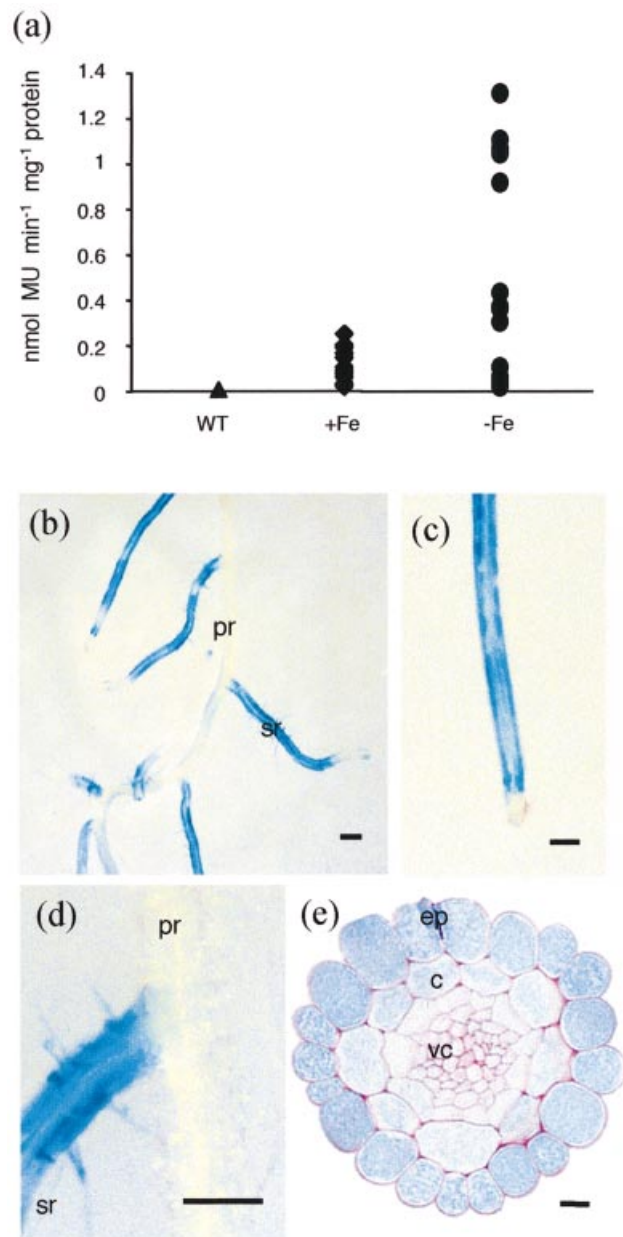 (a)
nmol MU min⁻¹ mg⁻¹ protein
1.4
1.2
1
0.8
0.6
0.4
0.2
0
WT +Fe -Fe
(b)
pr
sr
(c)
(d)
pr
sr
(e)
ep
c
vc